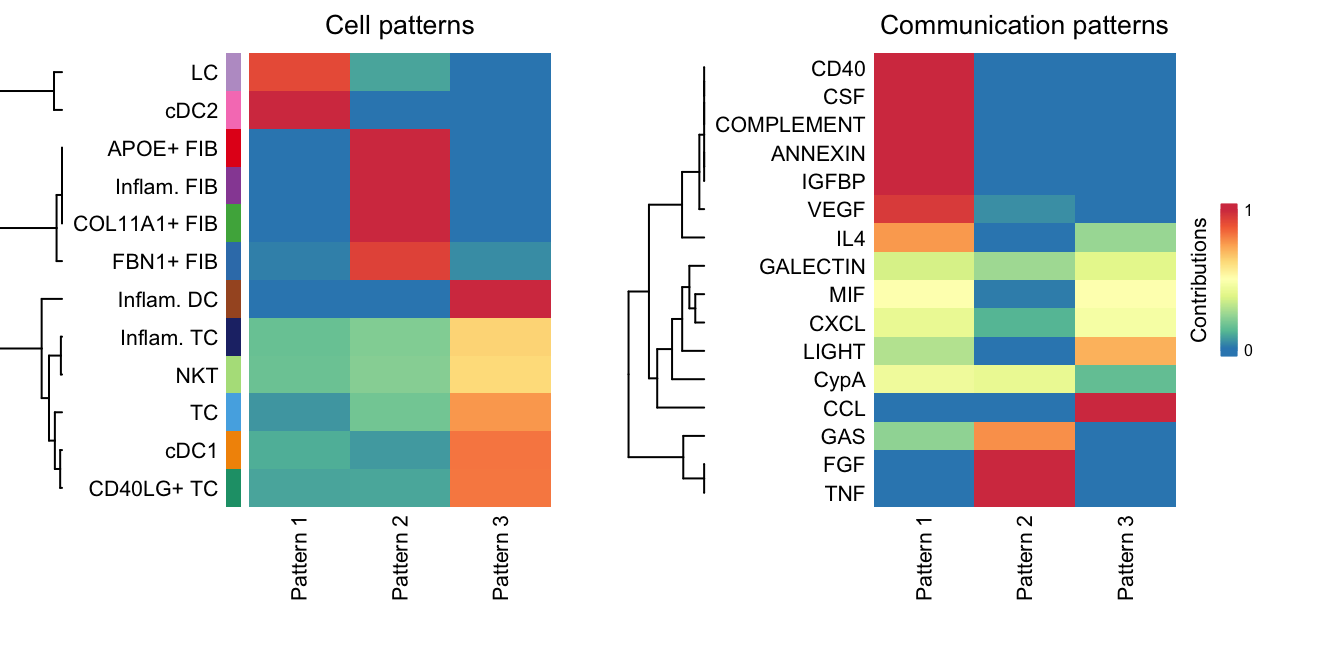 Cell patterns
LC
cDC2
APOE+ FIB
Inflam. FIB
COL11A1+ FIB
FBN1+ FIB
Inflam. DC
Inflam. TC
NKT
TC
cDC1
CD40LG+ TC
Pattern 1
Pattern 2
Pattern 3
Communication patterns
CD40
CSF
COMPLEMENT
ANNEXIN
IGFBP
VEGF
IL4
GALECTIN
MIF
CXCL
LIGHT
CypA
CCL
GAS
FGF
TNF
Pattern 1
Pattern 2
Pattern 3
Contributions
1
0